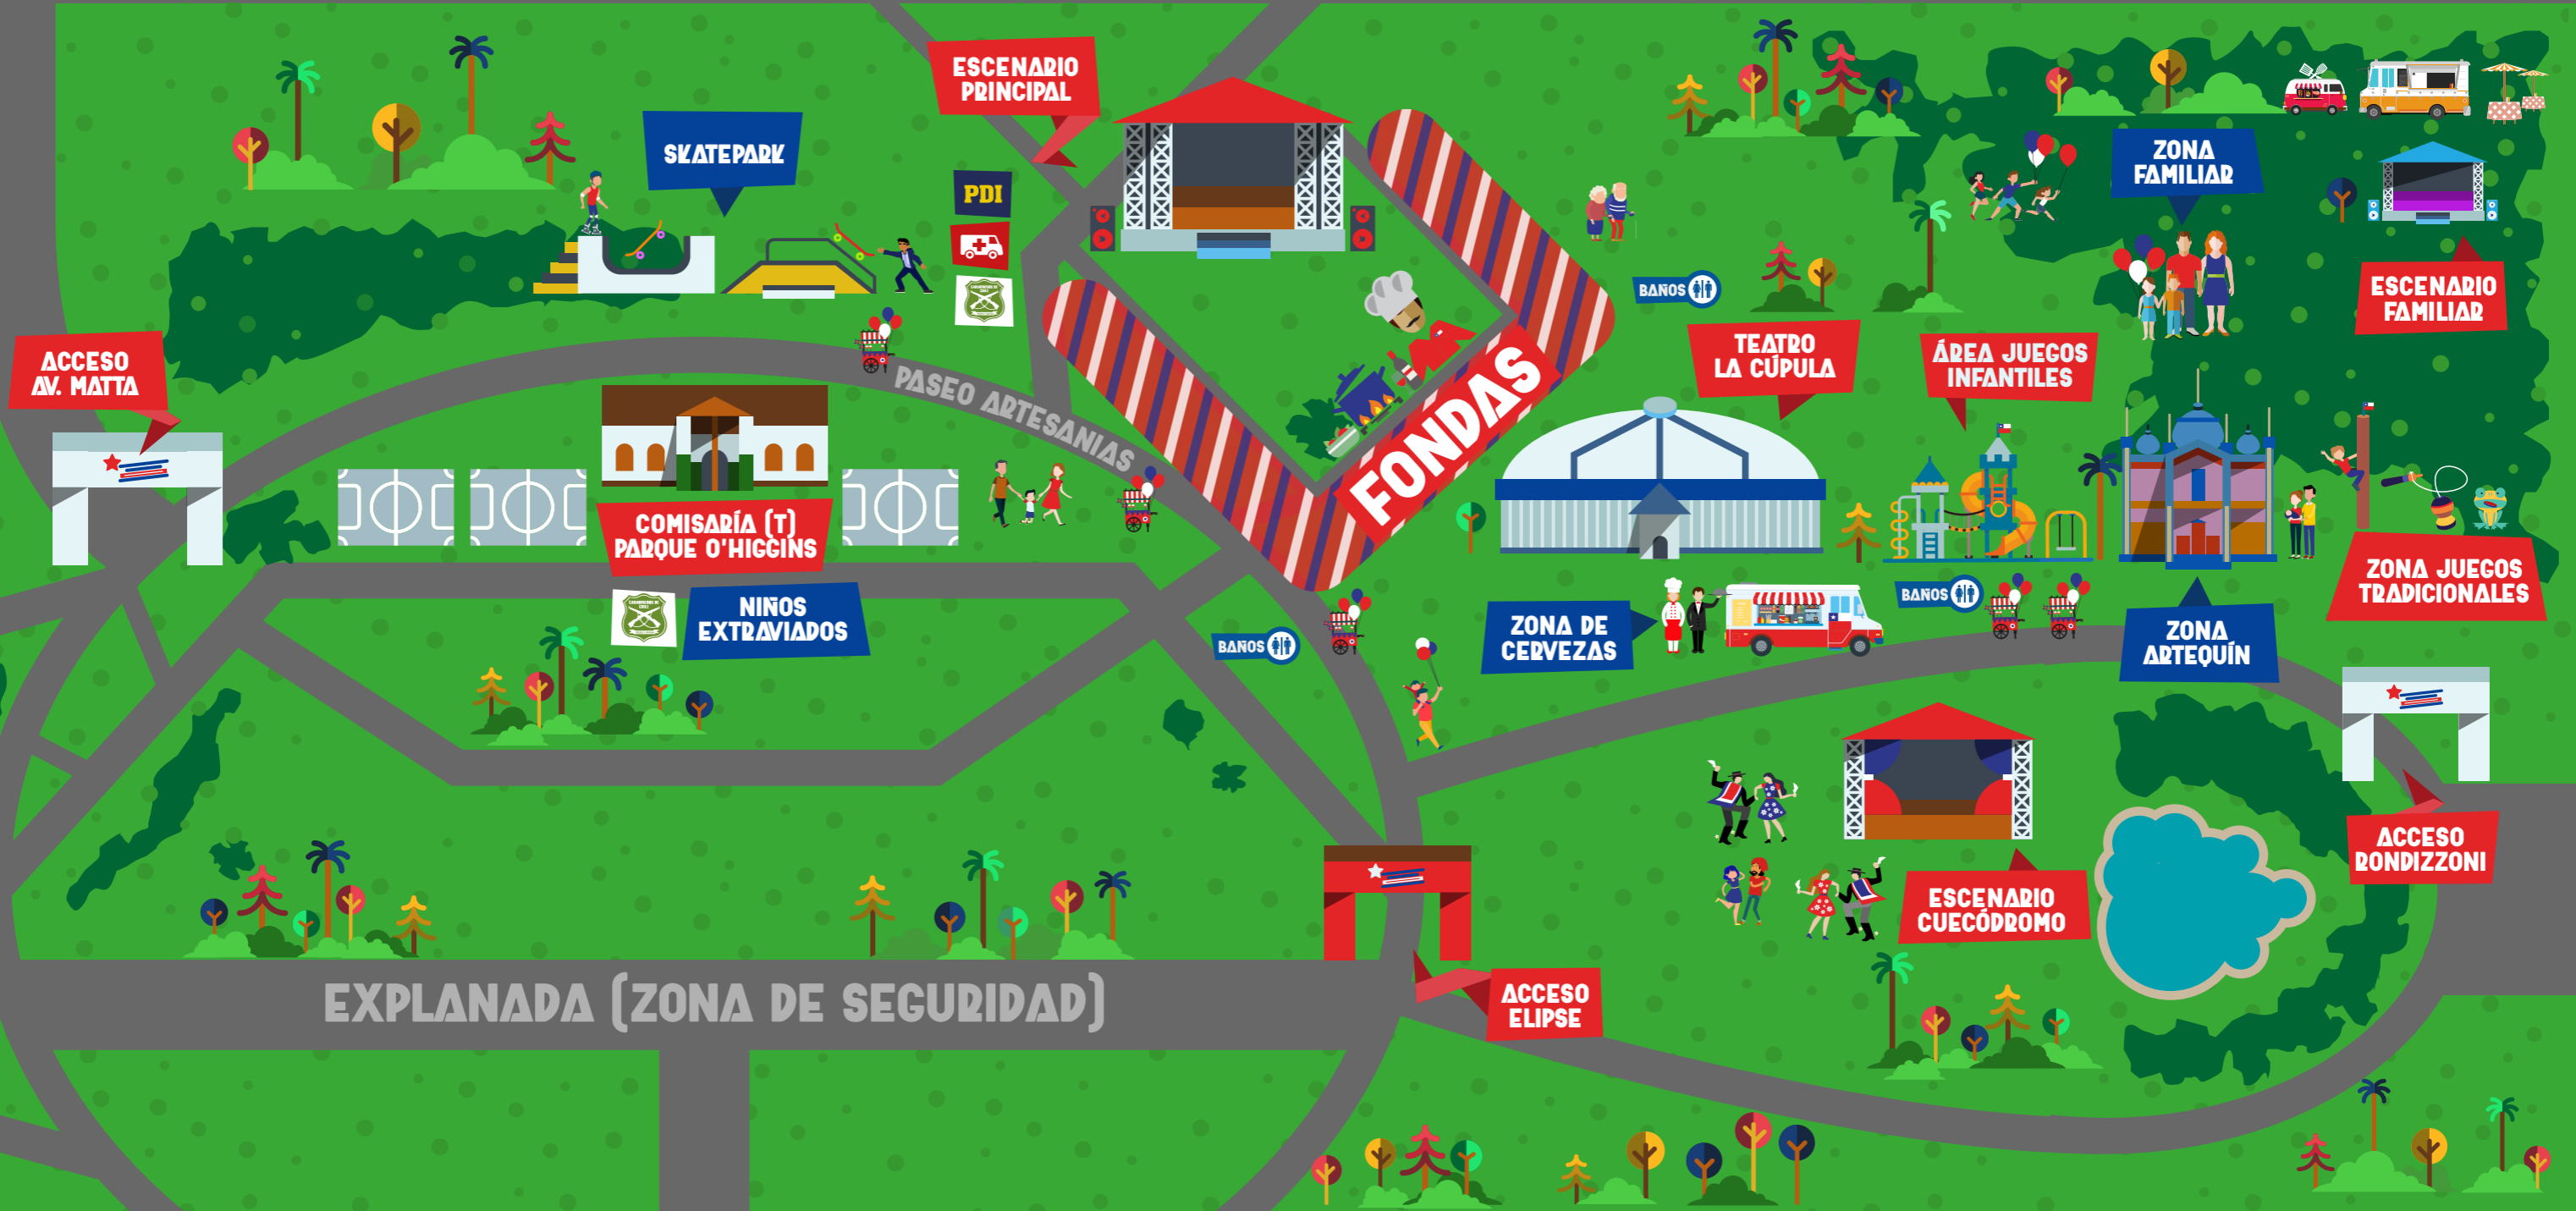 ESCENARIO
PRINCIPAL
SKATEPARK
PDI
ZONA
FAMILIAR
ESCENARIO
FAMILIAR
BAÑOS
ACCESO
AV. MATTA
PASEO ARTESANIAS
FONDAS
TEATRO
LA CÚPULA
ÁREA JUEGOS
INFANTILES
COMISARÍA (T)
PARQUE O'HIGGINS
NIÑOS
EXTRAVIADOS
BAÑOS
ZONA DE
CERVEZAS
BAÑOS
ZONA
ARTEQUÍN
ZONA JUEGOS
TRADICIONALES
ESCENARIO
CUECÓDROMO
ACCESO
RONDIZZONI
EXPLANADA (ZONA DE SEGURIDAD)
ACCESO
ELIPSE